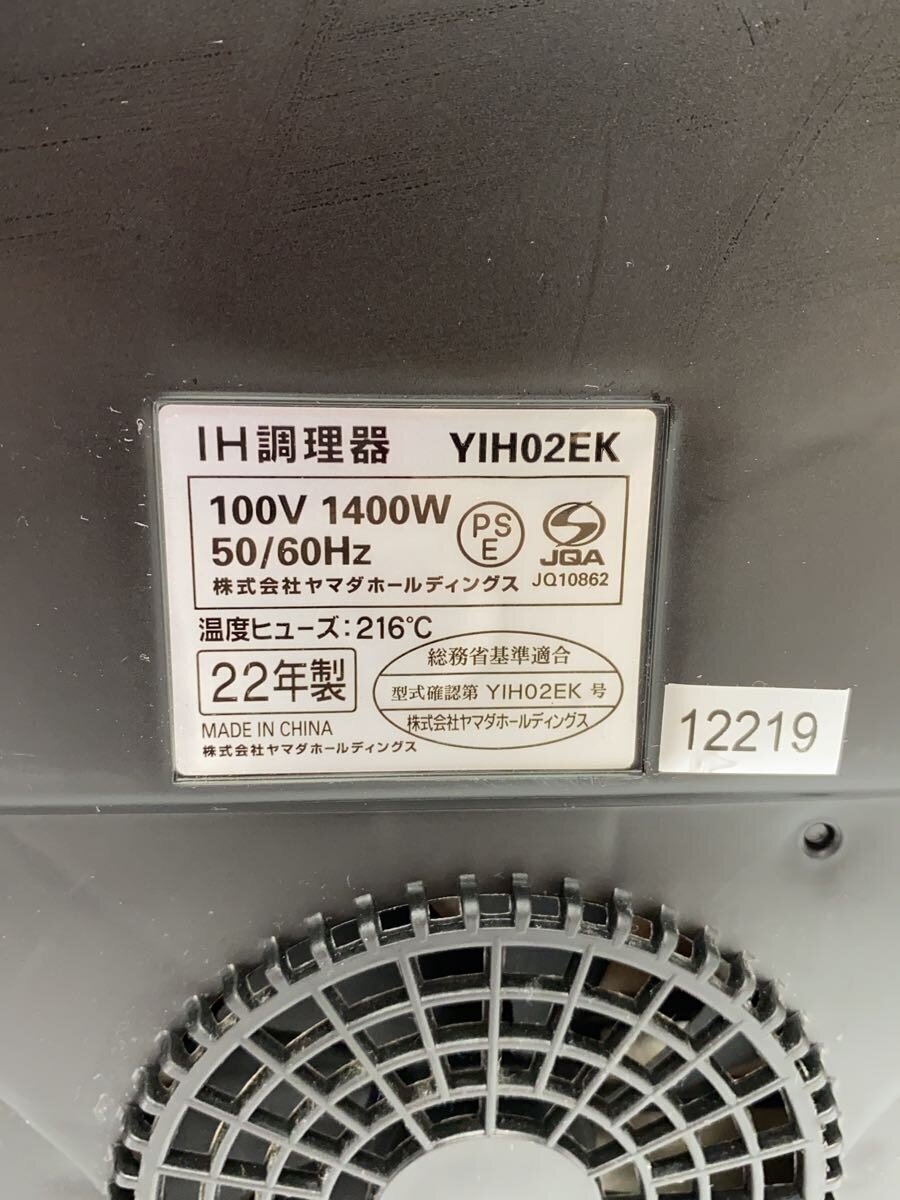 IH調理器 YIH02EK
100V 1400W
50/60Hz
株式会社ヤマダホールディングス
PS
E
JQA
JQ10862
温度ヒューズ:216℃
22年製
MADE IN CHINA
株式会社ヤマダホールディングス
総務省基準適合
型式確認第 YIH02EK 号
株式会社ヤマダホールディングス
12219